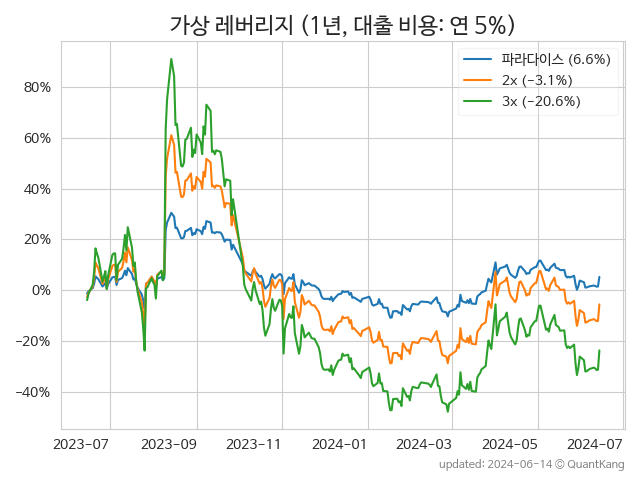 가상 레버리지 (1년, 대출 비용: 연 5%)
파라다이스 (6.6%)
2x (−3.1%)
3x (−20.6%)
80%
60%
40%
20%
0%
−20%
−40%
2023-07 2023-09 2023-11 2024-01 2024-03 2024-05 2024-07
updated: 2024-06-14 © QuantKang